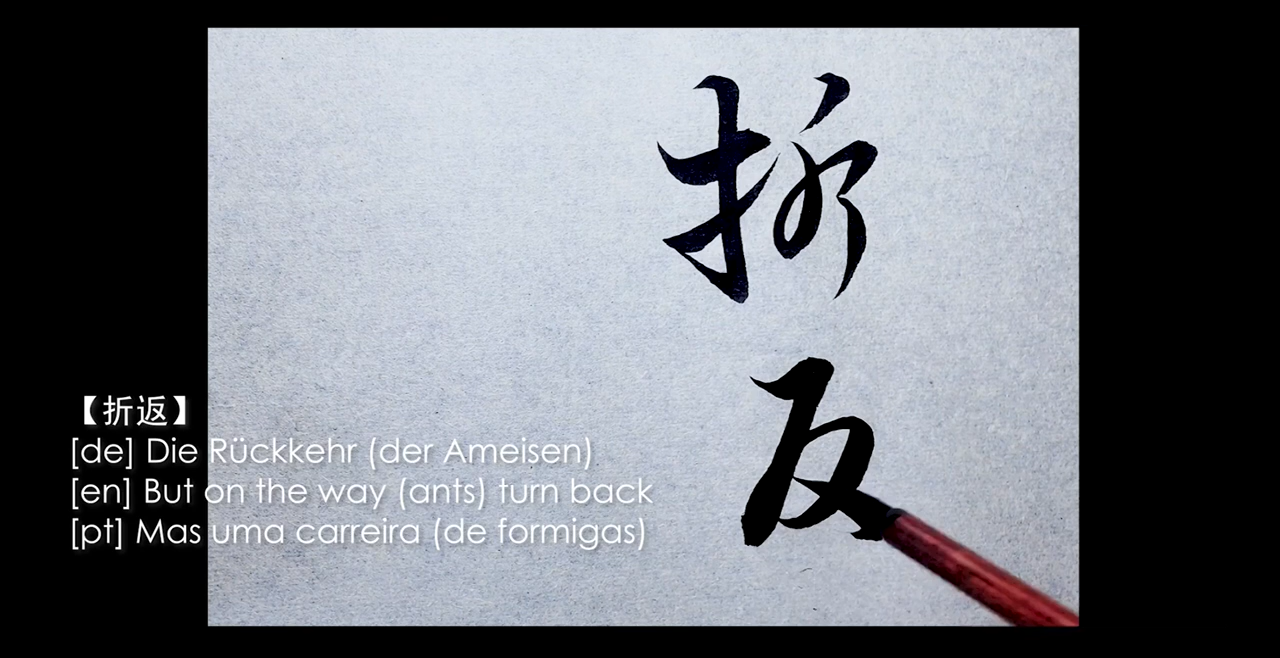 折反
【折返】
[de] Die Rückkehr (der Ameisen)
[en] But on the way (ants) turn back
[pt] Mas uma carreira (de formigas)